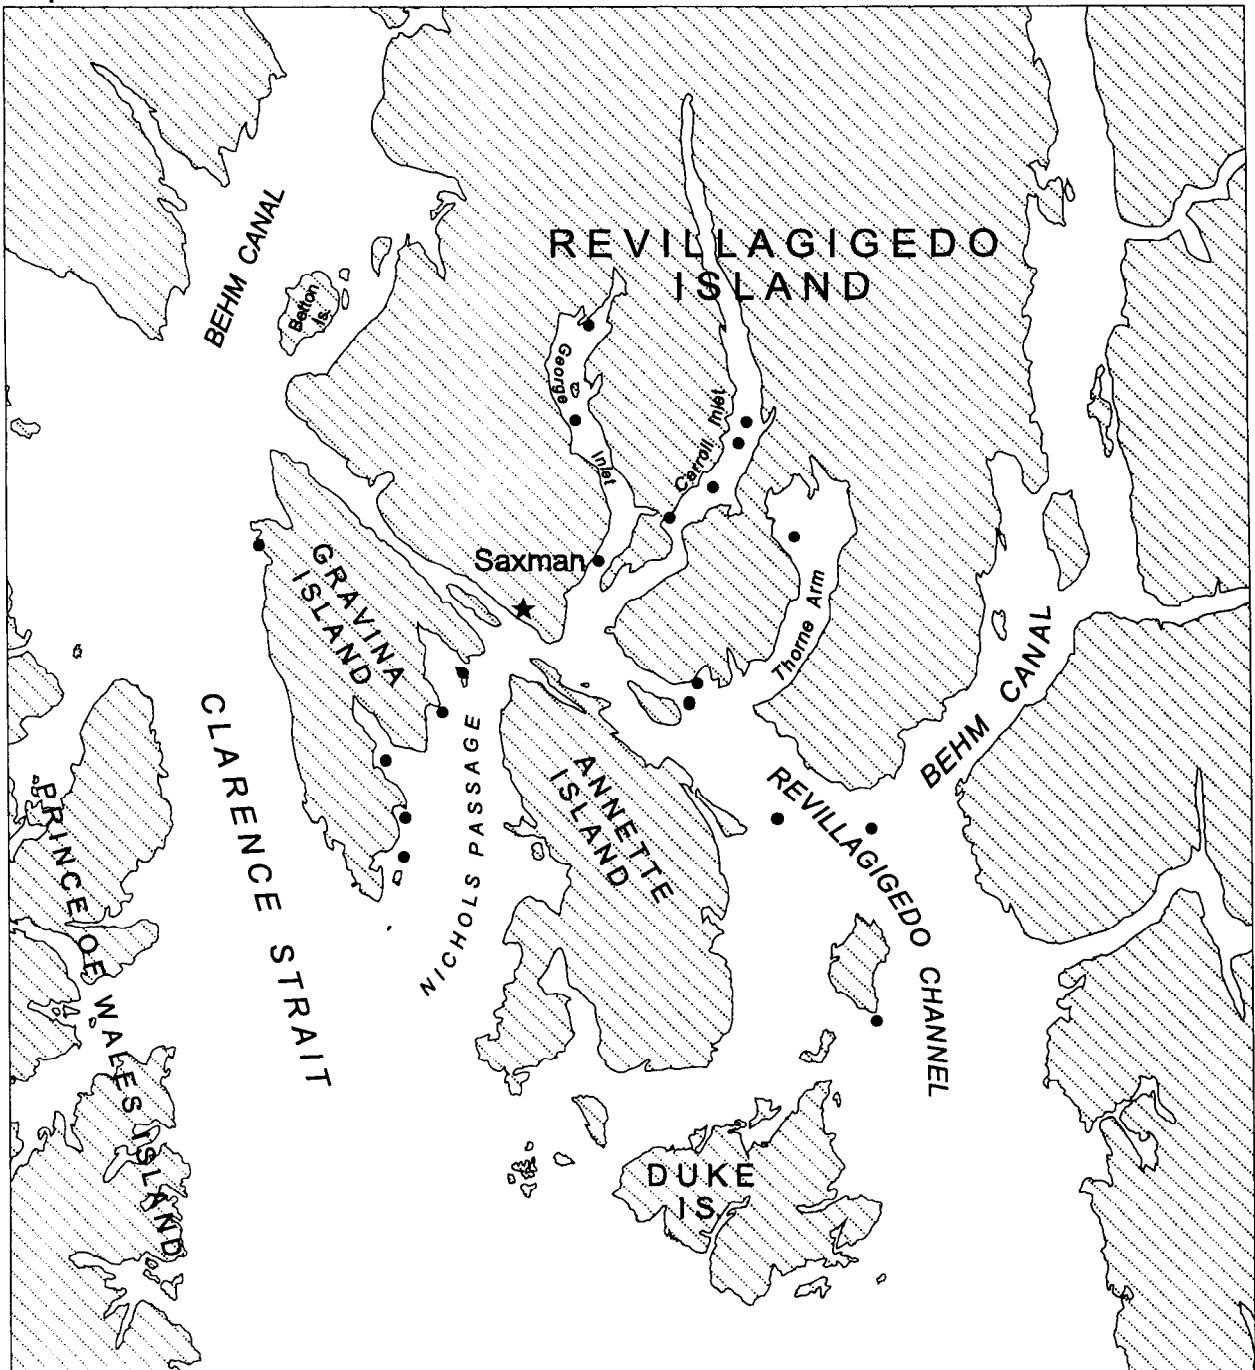 BEHM CANAL
Betton
Is.
REVILLAGIGEDO
ISLAND
George
Inlet
Carroll Inlet
Saxman
GRAVINA
ISLAND
Thorne Arm
BEHM CANAL
CLARENCE STRAIT
NICHOLS PASSAGE
ANNETTE
ISLAND
REVILLAGIGEDO CHANNEL
PRINCE OF WALES ISLAND
DUKE
IS.